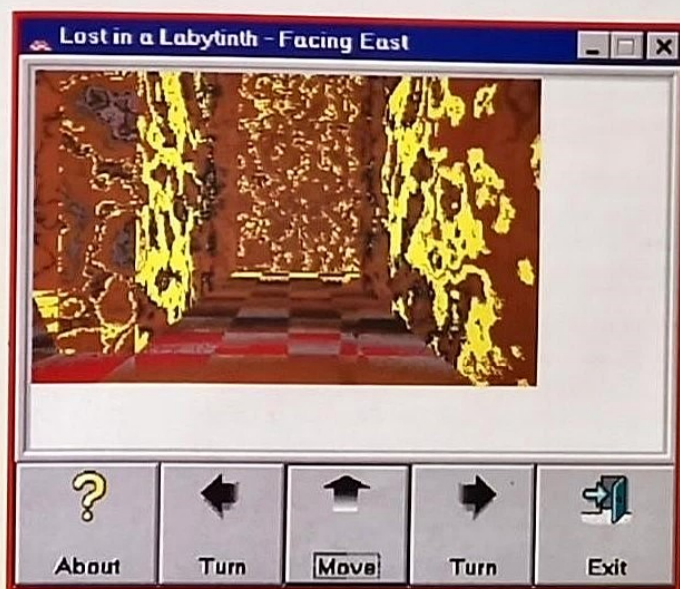 Lost in a Labytinth - Facing East
About
Turn
Move
Turn
Exit